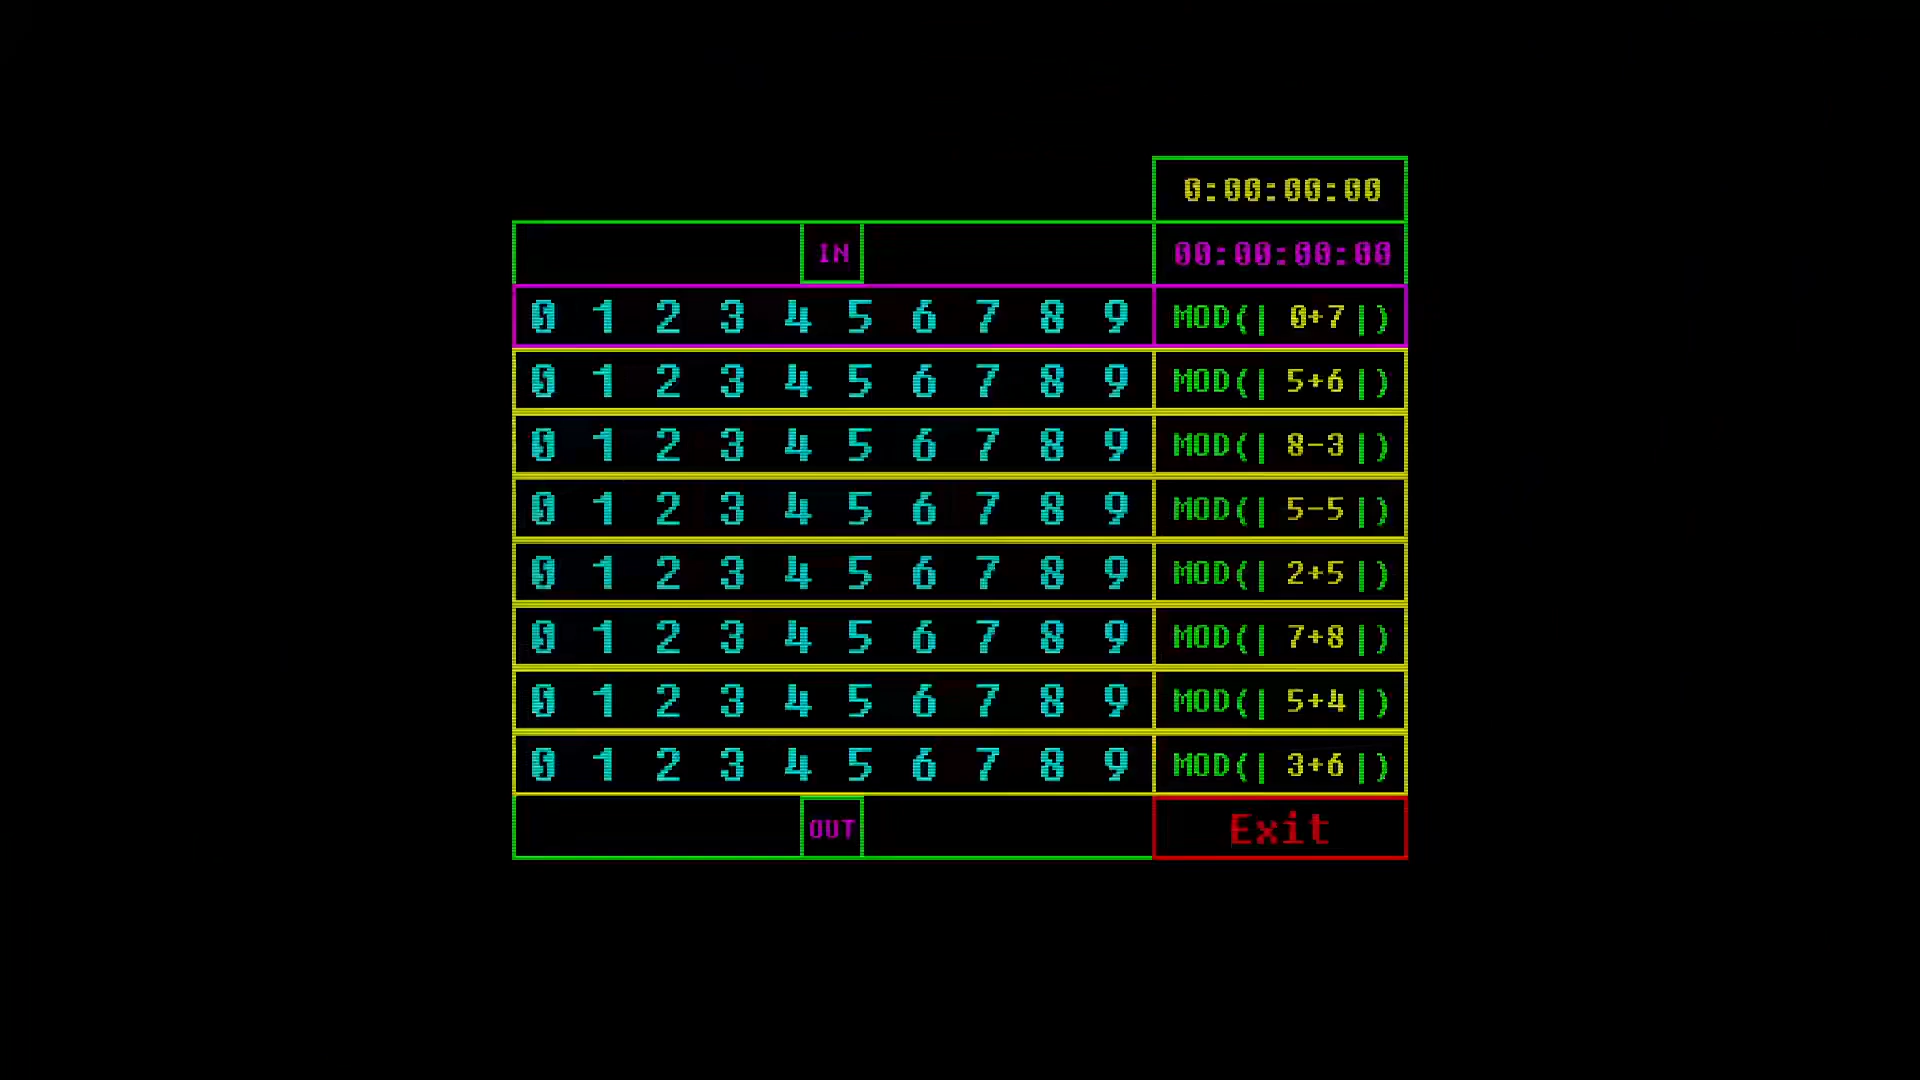 0:00:00:00
IN 00:00:00:00
0 1 2 3 4 5 6 7 8 9 MOD(| 0+7 |)
0 1 2 3 4 5 6 7 8 9 MOD(| 5+6 |)
0 1 2 3 4 5 6 7 8 9 MOD(| 8-3 |)
0 1 2 3 4 5 6 7 8 9 MOD(| 5-5 |)
0 1 2 3 4 5 6 7 8 9 MOD(| 2+5 |)
0 1 2 3 4 5 6 7 8 9 MOD(| 7+8 |)
0 1 2 3 4 5 6 7 8 9 MOD(| 5+4 |)
0 1 2 3 4 5 6 7 8 9 MOD(| 3+6 |)
OUT Exit